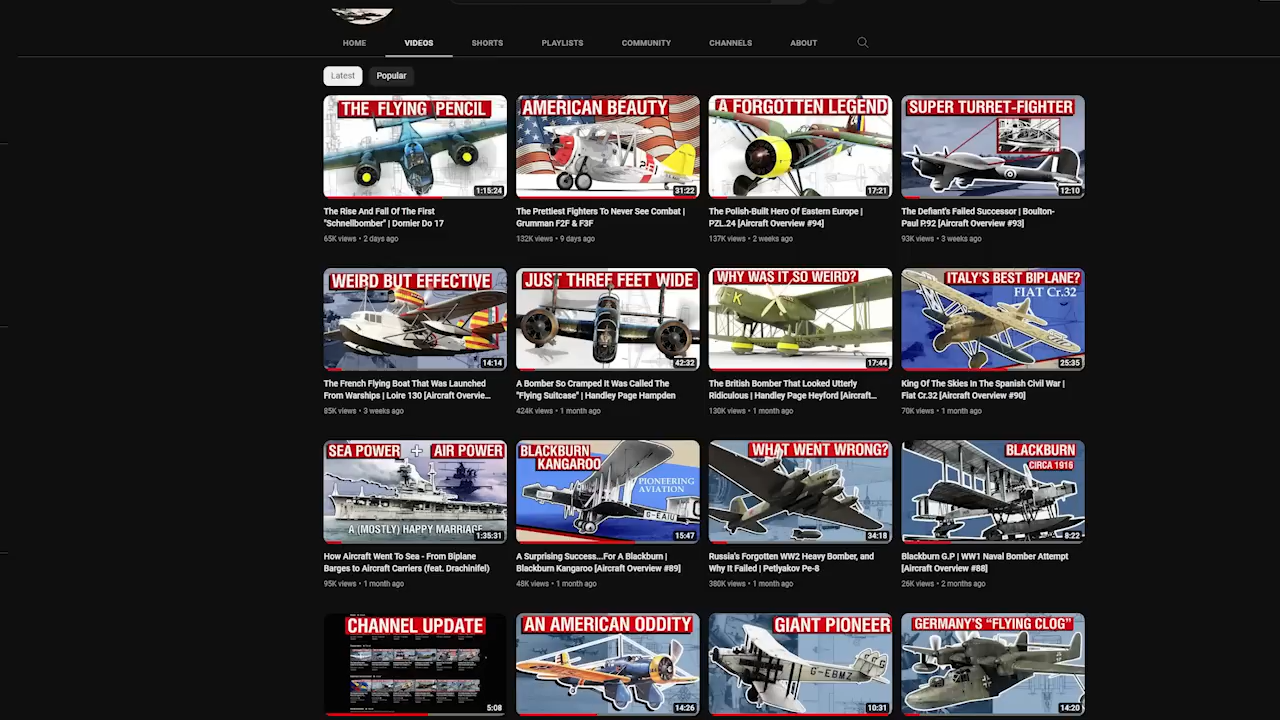 HOME VIDEOS SHORTS PLAYLISTS COMMUNITY CHANNELS ABOUT
Latest Popular
THE FLYING PENCIL
1:15:24
The Rise And Fall Of The First
"Schnellbomber" | Dornier Do 17
65K views • 2 days ago
AMERICAN BEAUTY
31:22
The Prettiest Fighters To Never See Combat |
Grumman F2F & F3F
132K views • 9 days ago
A FORGOTTEN LEGEND
17:21
The Polish-Built Hero Of Eastern Europe |
PZL.24 [Aircraft Overview #94]
137K views • 2 weeks ago
SUPER TURRET-FIGHTER
12:10
The Defiant's Failed Successor | Boulton-
Paul P.92 [Aircraft Overview #93]
93K views • 3 weeks ago
WEIRD BUT EFFECTIVE
14:14
The French Flying Boat That Was Launched
From Warships | Loire 130 [Aircraft Overvie...
85K views • 3 weeks ago
JUST THREE FEET WIDE
42:32
A Bomber So Cramped It Was Called The
"Flying Suitcase" | Handley Page Hampden
424K views • 1 month ago
WHY WAS IT SO WEIRD?
K
17:44
The British Bomber That Looked Utterly
Ridiculous | Handley Page Heyford [Aircraft...
130K views • 1 month ago
ITALY'S BEST BIPLANE?
FIAT Cr.32
25:35
King Of The Skies In The Spanish Civil War |
Fiat Cr.32 [Aircraft Overview #90]
70K views • 1 month ago
SEA POWER + AIR POWER
A (MOSTLY) HAPPY MARRIAGE
1:35:31
How Aircraft Went To Sea - From Biplane
Barges to Aircraft Carriers (feat. Drachinifel)
95K views • 1 month ago
BLACKBURN
KANGAROO
PIONEERING
AVIATION
G-EAIU
15:47
A Surprising Success...For A Blackburn |
Blackburn Kangaroo [Aircraft Overview #89]
48K views • 1 month ago
WHAT WENT WRONG?
34:18
Russia's Forgotten WW2 Heavy Bomber, and
Why It Failed | Petlyakov Pe-8
380K views • 1 month ago
BLACKBURN
CIRCA 1916
8:22
Blackburn G.P | WW1 Naval Bomber Attempt
[Aircraft Overview #88]
26K views • 2 months ago
CHANNEL UPDATE
5:08
AN AMERICAN ODDITY
14:26
GIANT PIONEER
G-EBMZ
10:31
GERMANY'S "FLYING CLOG"
14:20